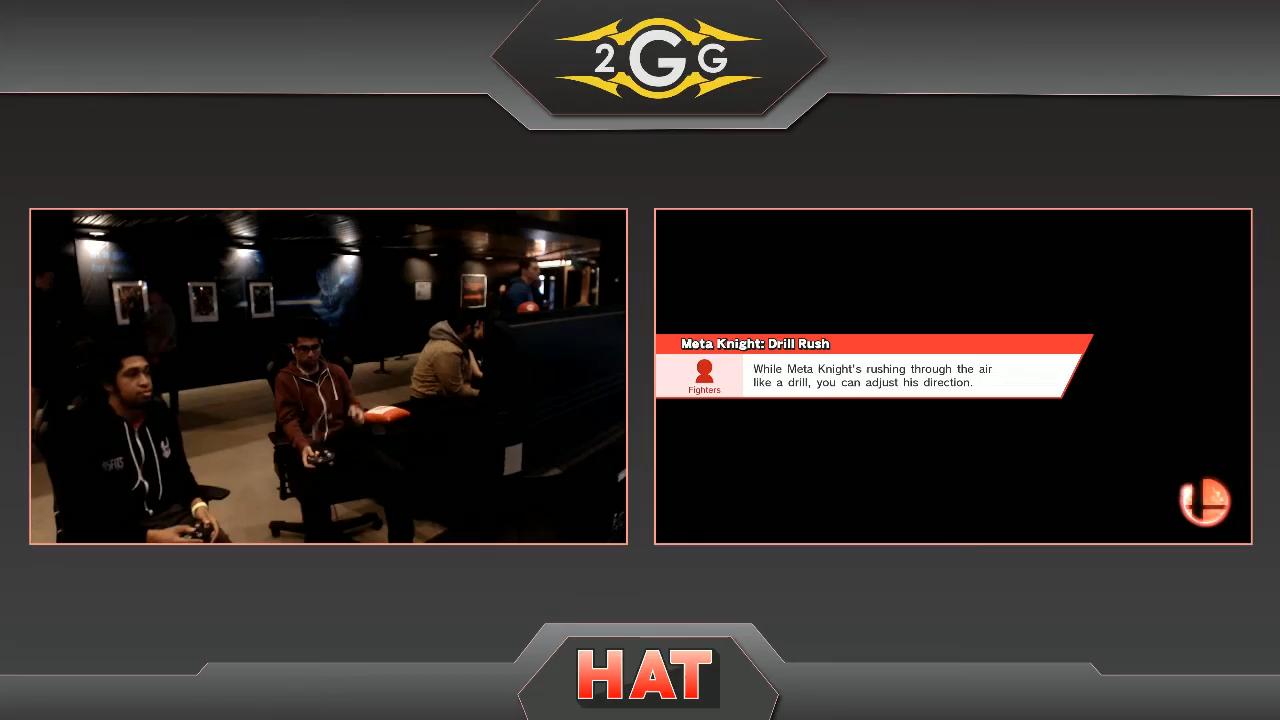 2GG
Meta Knight: Drill Rush
Fighters
While Meta Knight's rushing through the air
like a drill, you can adjust his direction.
HAT